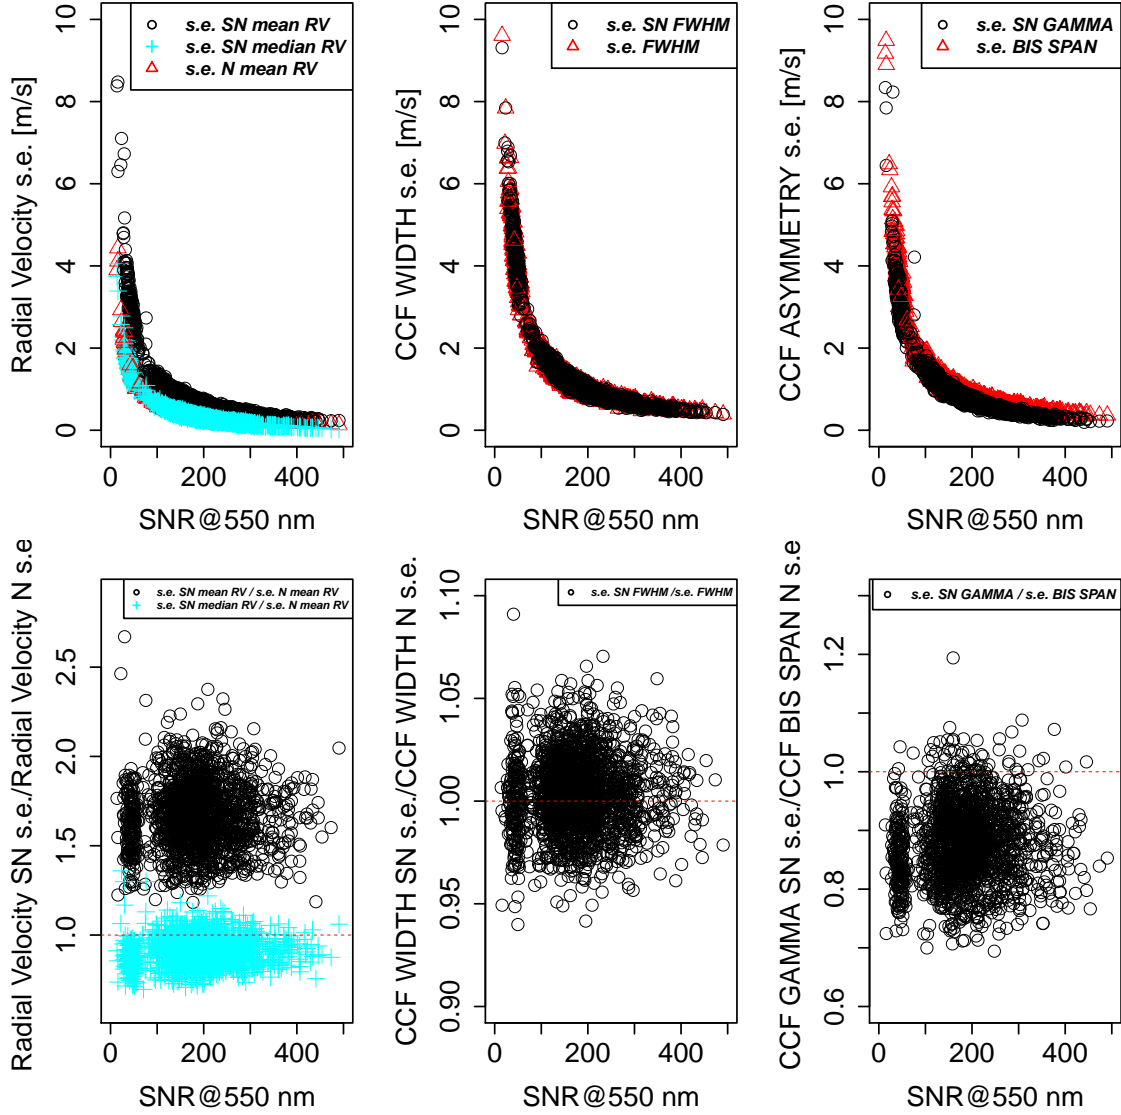 Radial Velocity s.e. [m/s]
10
8
6
4
2
0
s.e. SN mean RV
s.e. SN median RV
s.e. N mean RV
0 200 400
SNR@550 nm
CCF WIDTH s.e. [m/s]
10
8
6
4
2
0
s.e. SN FWHM
s.e. FWHM
0 200 400
SNR@550 nm
CCF ASYMMETRY s.e. [m/s]
10
8
6
4
2
0
s.e. SN GAMMA
s.e. BIS SPAN
0 200 400
SNR@550 nm
Radial Velocity SN s.e./Radial Velocity N s.e
2.5
2.0
1.5
1.0
s.e. SN mean RV / s.e. N mean RV
s.e. SN median RV / s.e. N mean RV
0 200 400
SNR@550 nm
CCF WIDTH SN s.e./CCF WIDTH N s.e.
1.10
1.05
1.00
0.95
0.90
s.e. SN FWHM /s.e. FWHM
0 200 400
SNR@550 nm
CCF GAMMA SN s.e./CCF BIS SPAN N s.e
1.2
1.0
0.8
0.6
s.e. SN GAMMA / s.e. BIS SPAN
0 200 400
SNR@550 nm